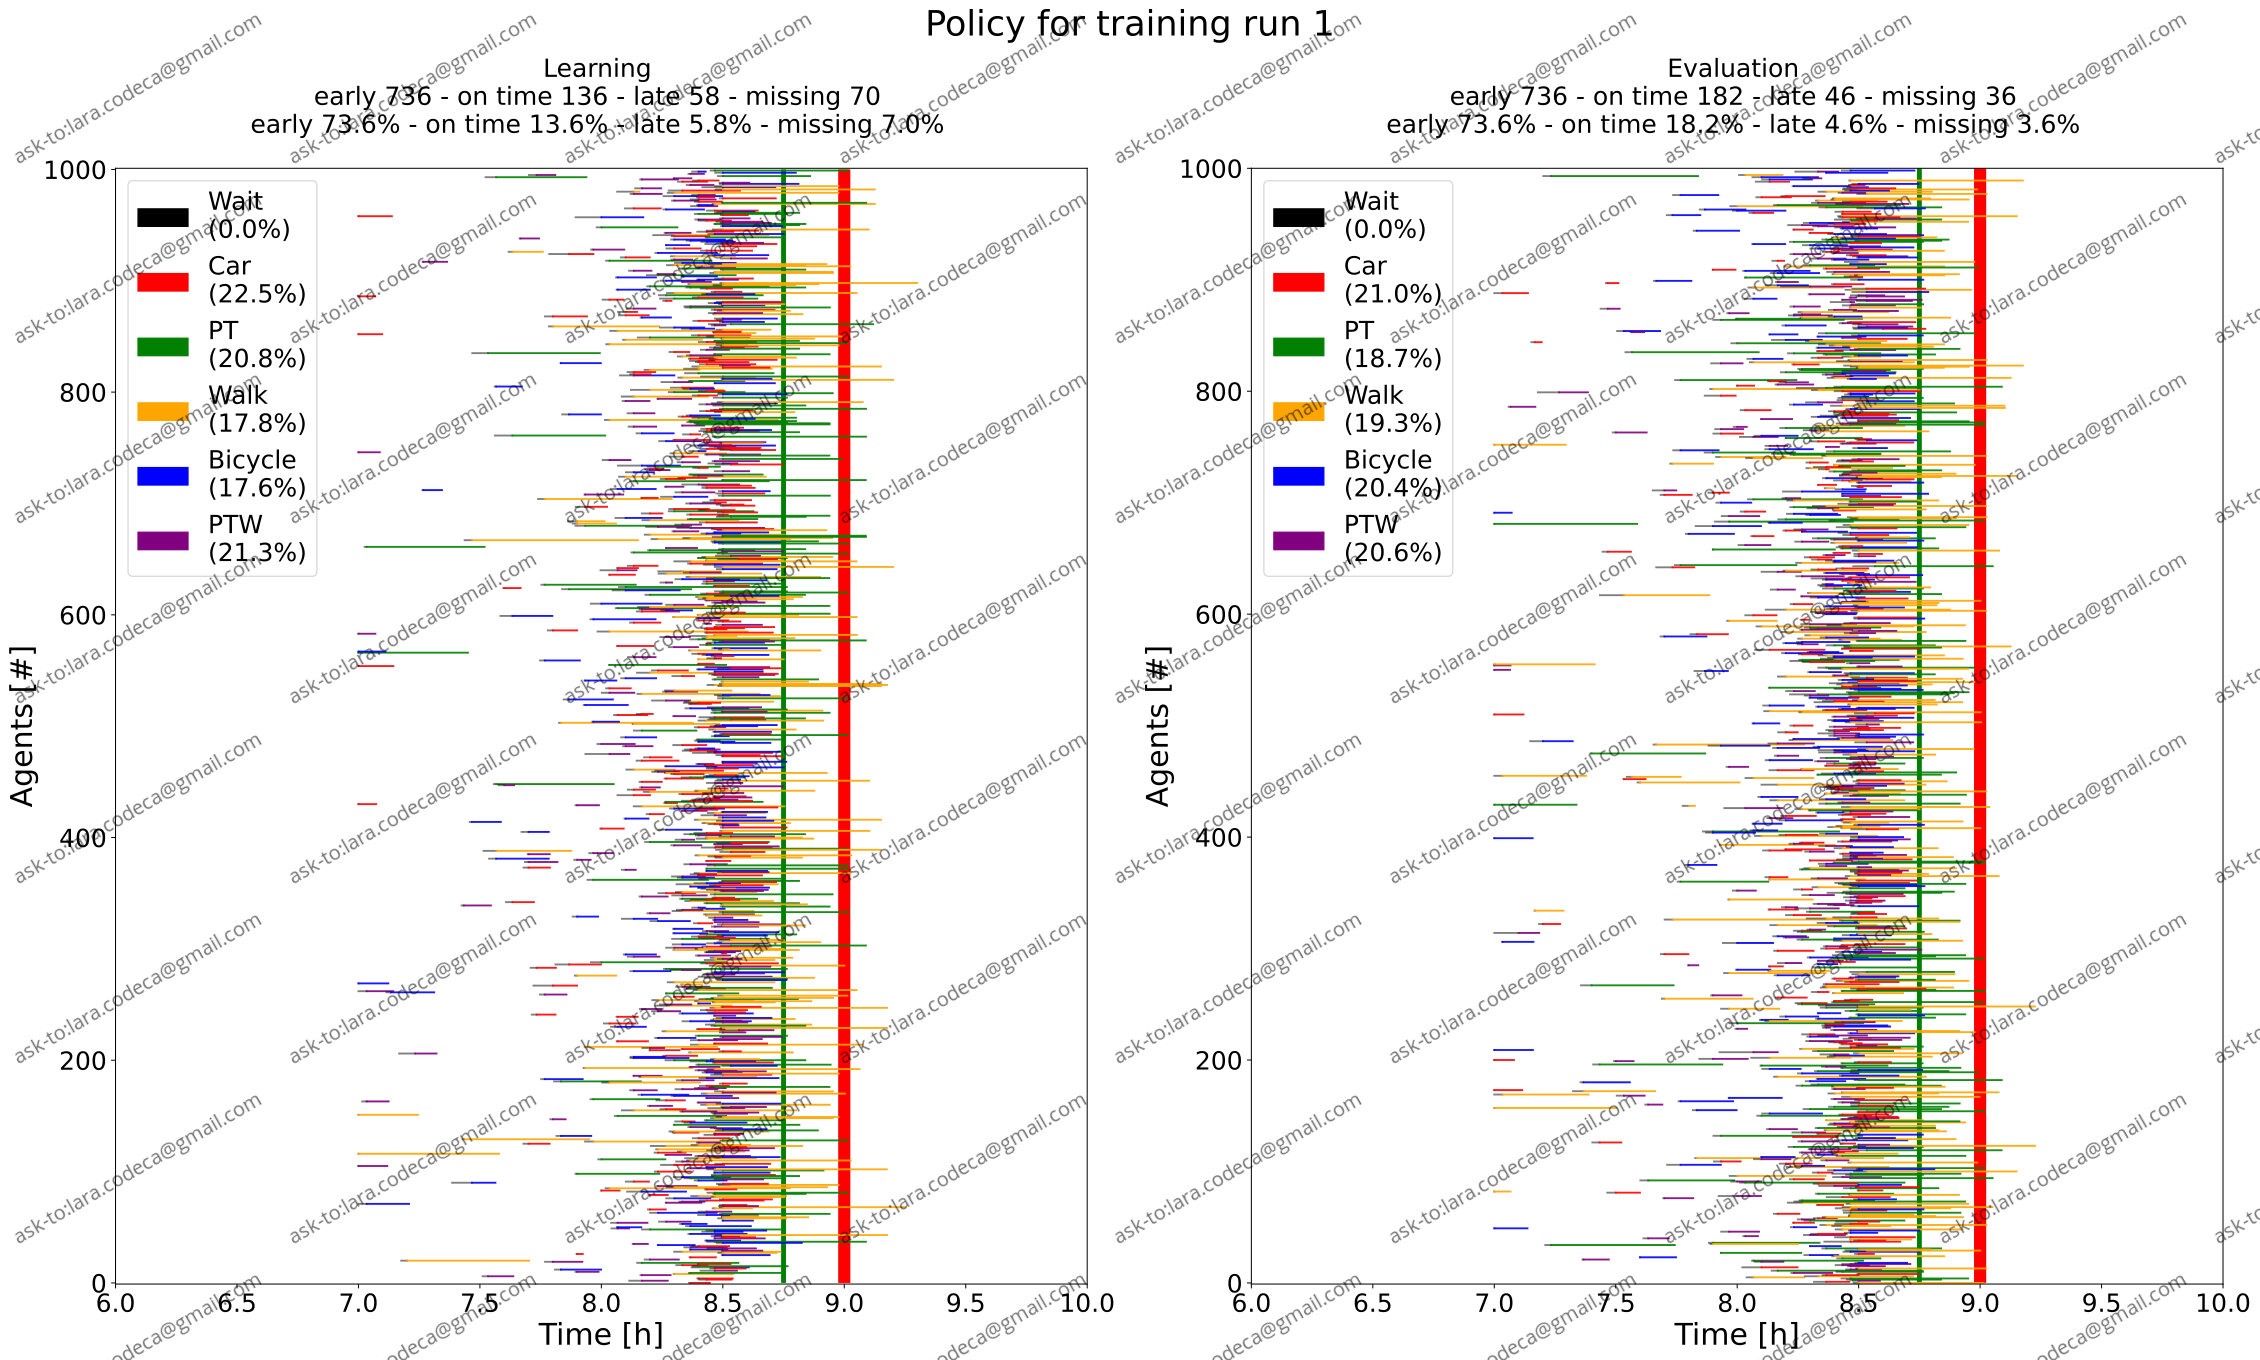 Policy for training run 1
Learning
early 736 - on time 136 - late 58 - missing 70
early 73.6% - on time 13.6% - late 5.8% - missing 7.0%
Evaluation
early 736 - on time 182 - late 46 - missing 36
early 73.6% - on time 18.2% - late 4.6% - missing 3.6%
Wait
(0.0%)
Car
(22.5%)
PT
(20.8%)
Walk
(17.8%)
Bicycle
(17.6%)
PTW
(21.3%)
Agents [#]
0
200
400
600
800
1000
6.0 6.5 7.0 7.5 8.0 8.5 9.0 9.5 10.0
Time [h]
Wait
(0.0%)
Car
(21.0%)
PT
(18.7%)
Walk
(19.3%)
Bicycle
(20.4%)
PTW
(20.6%)
Agents [#]
0
200
400
600
800
1000
6.0 6.5 7.0 7.5 8.0 8.5 9.0 9.5 10.0
Time [h]
ask-to:lara.codeca@gmail.com